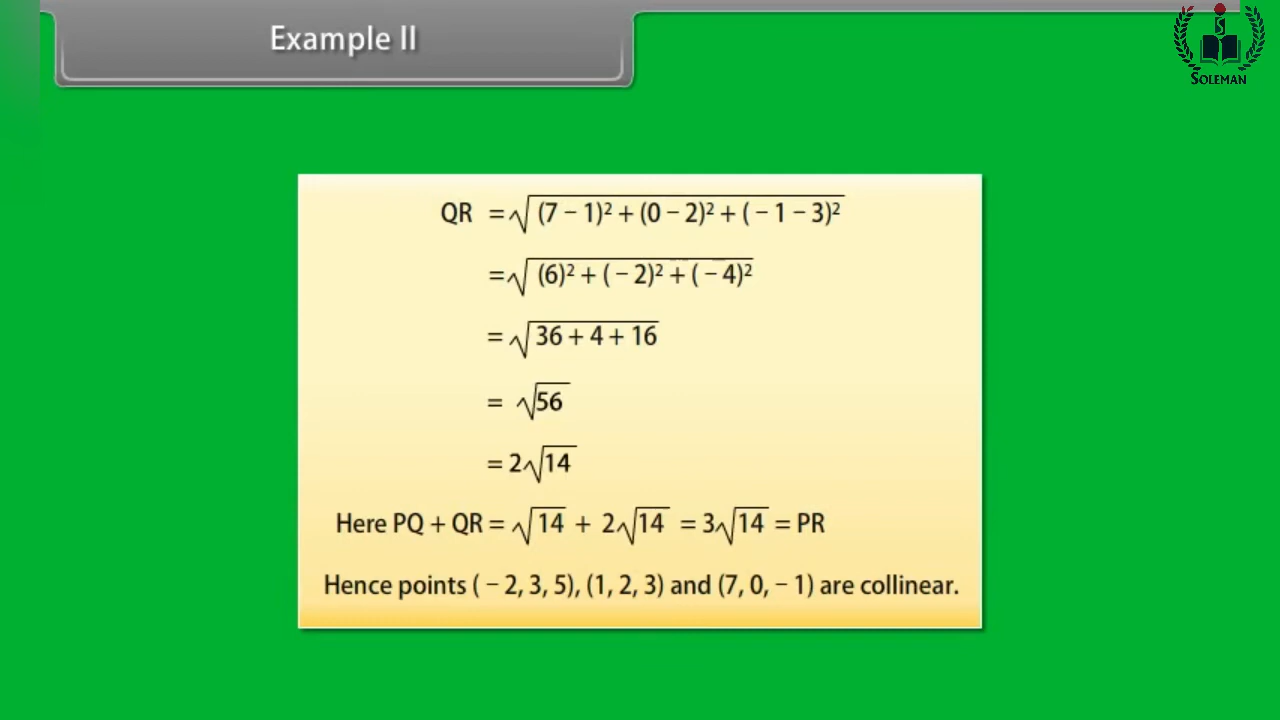 Example II
SOLEMAN
QR = √(7 − 1)² + (0 − 2)² + ( − 1 − 3)²
= √(6)² + ( − 2)² + ( − 4)²
= √36 + 4 + 16
= √56
= 2√14
Here PQ + QR = √14 + 2√14 = 3√14 = PR
Hence points ( − 2, 3, 5), (1, 2, 3) and (7, 0, − 1) are collinear.